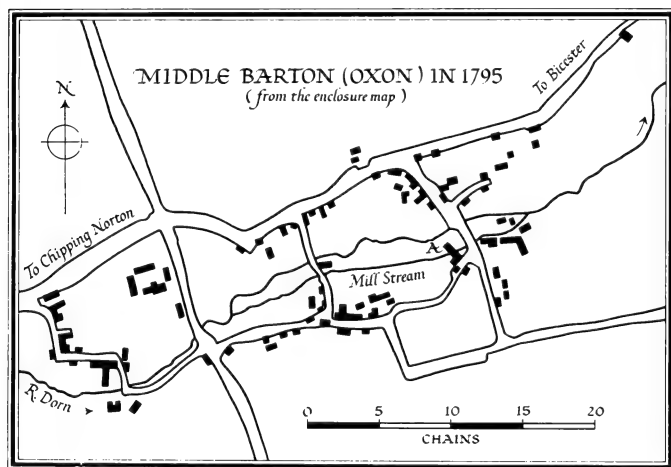 MIDDLE BARTON (OXON) IN 1795
(from the enclosure map)
To Bicester
N
To Chipping Norton
A
Mill Stream
R. Dorn
0 5 10 15 20
CHAINS